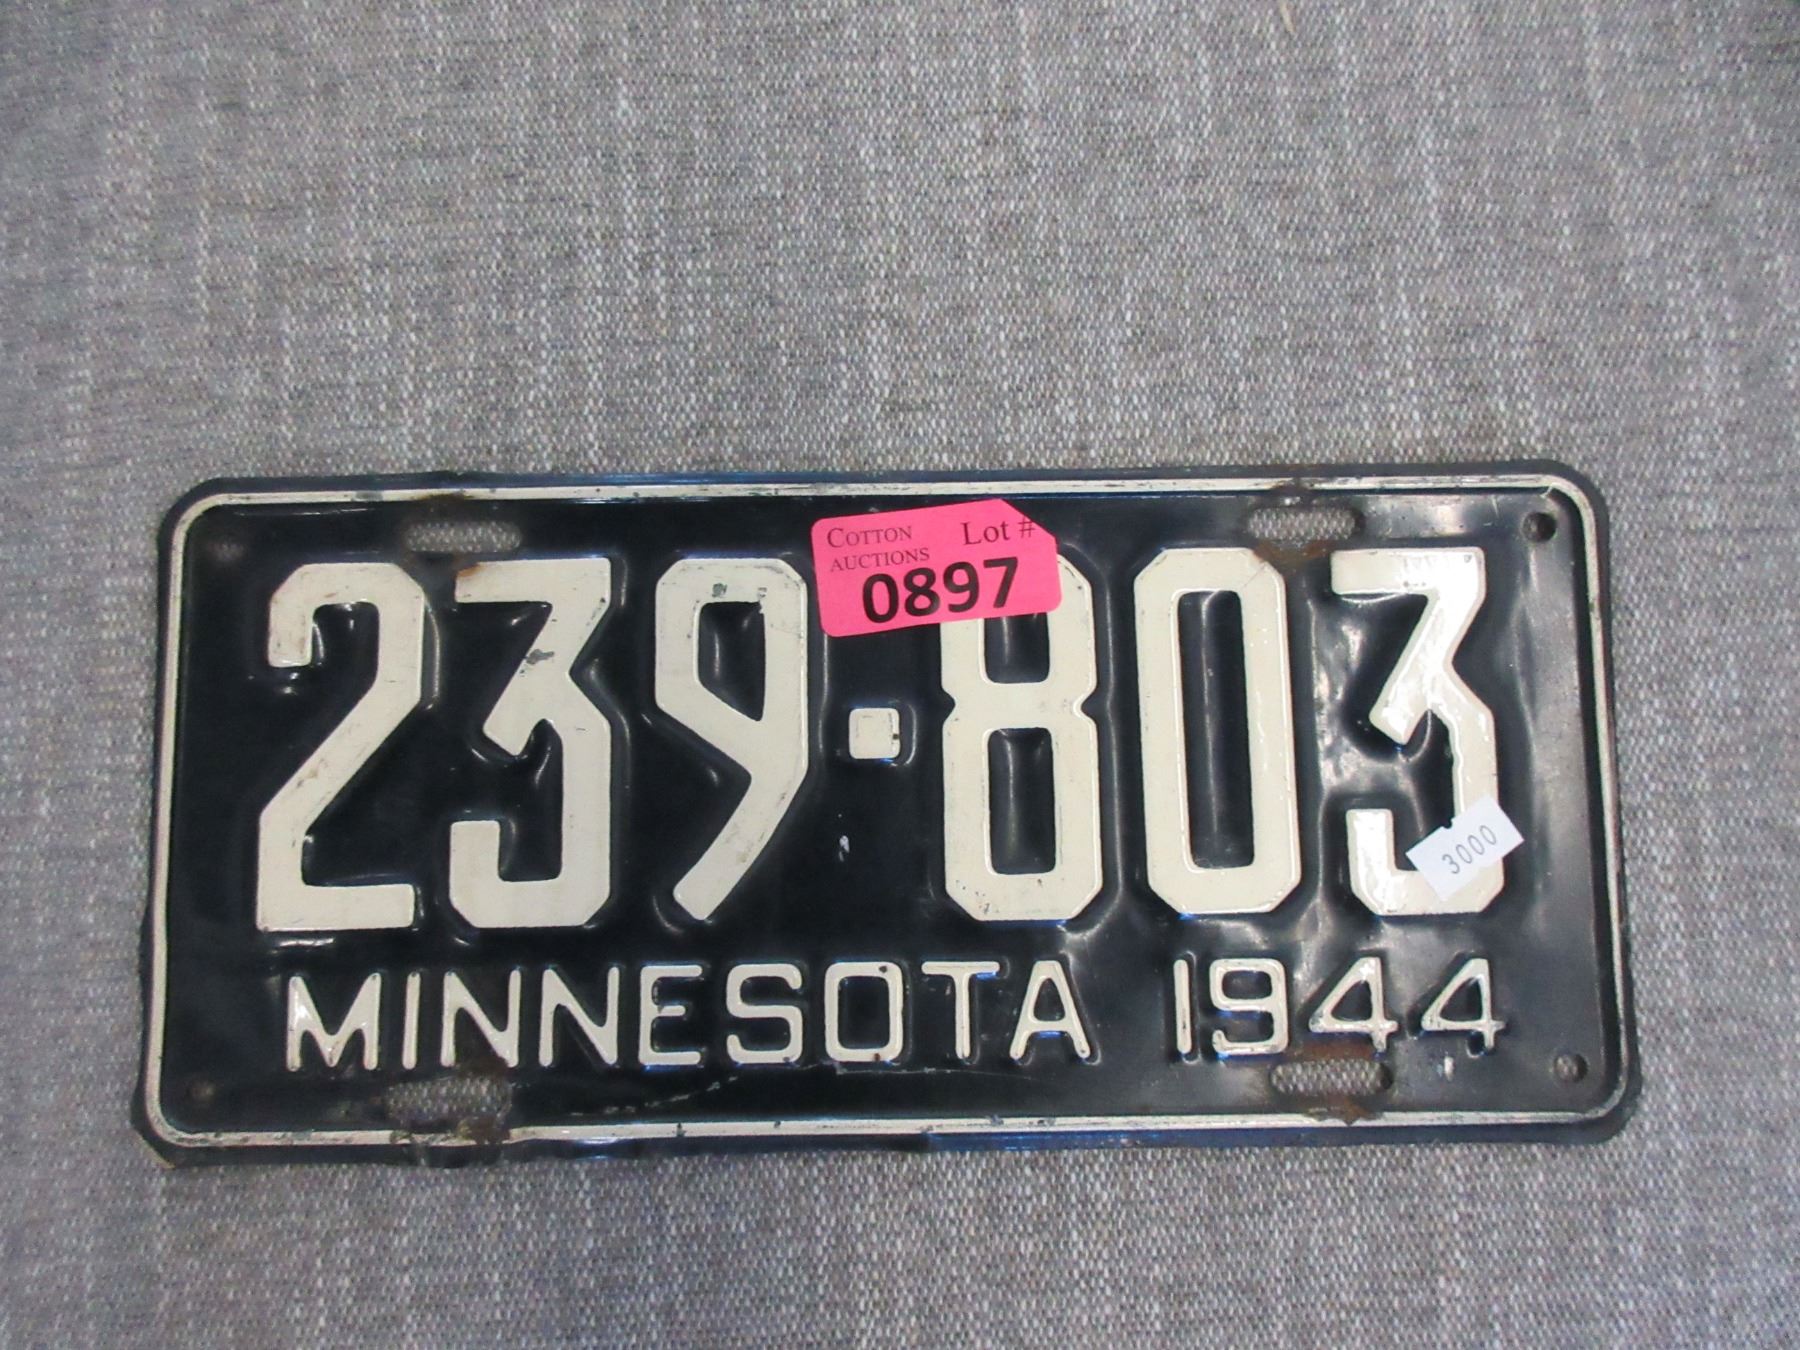 COTTON Lot #
AUCTIONS
0897
239·803
3000
MINNESOTA 1944